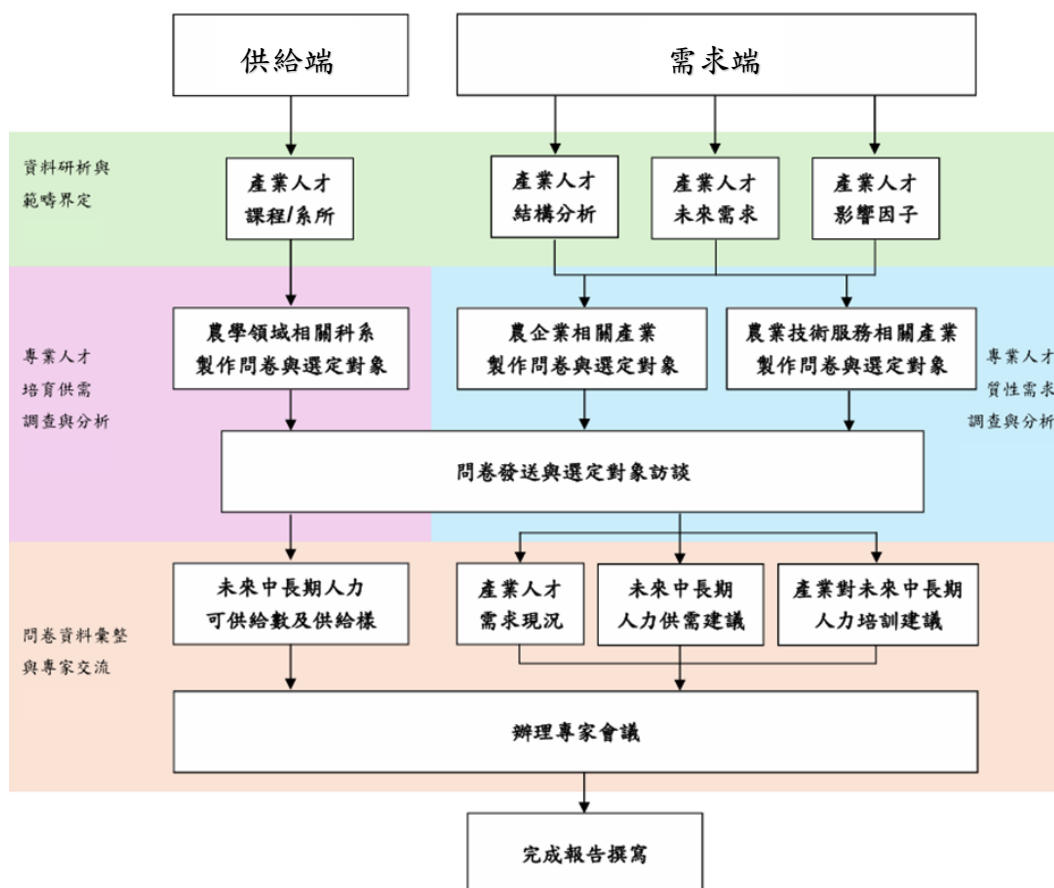 供給端
需求端
資料研析與
範疇界定
產業人才
課程/系所
產業人才
結構分析
產業人才
未來需求
產業人才
影響因子
專業人才
培育供需
調查與分析
農學領域相關科系
製作問卷與選定對象
農企業相關產業
製作問卷與選定對象
農業技術服務相關產業
製作問卷與選定對象
專業人才
質性需求
調查與分析
問卷發送與選定對象訪談
問卷資料彙整
與專家交流
未來中長期人力
可供給數及供給樣
產業人才
需求現況
未來中長期
人力供需建議
產業對未來中長期
人力培訓建議
辦理專家會議
完成報告撰寫